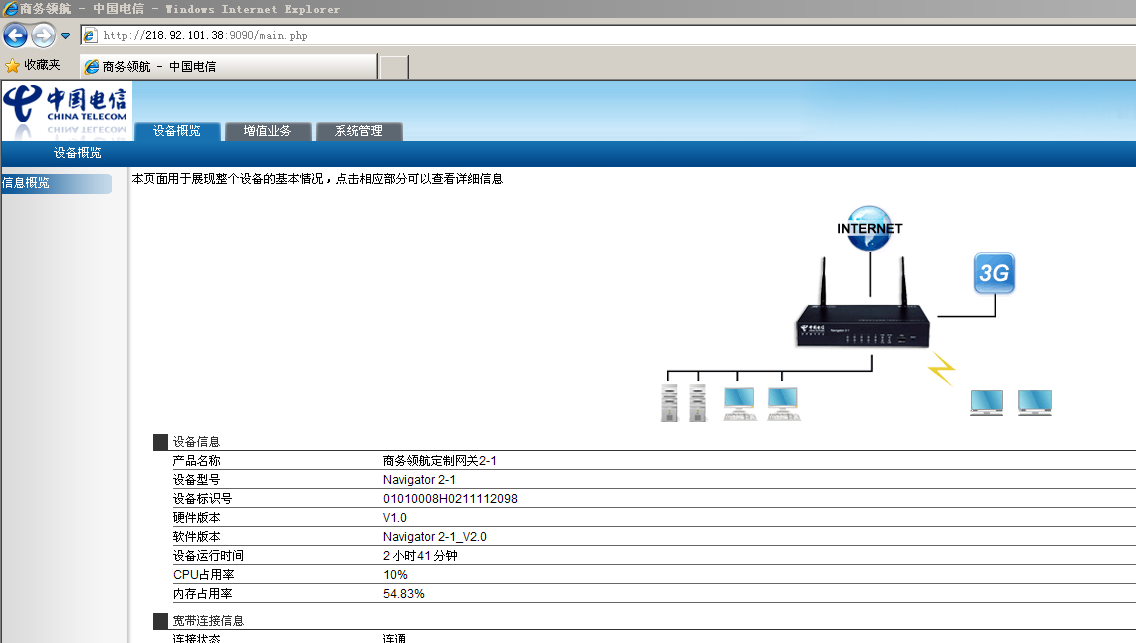 商务领航 - 中国电信 - Windows Internet Explorer
http://218.92.101.38:9090/main.php
收藏夹
商务领航 - 中国电信
中国电信
CHINA TELECOM
设备概览
增值业务
系统管理
设备概览
信息概览
本页面用于展现整个设备的基本情况，点击相应部分可以查看详细信息
INTERNET
3G
中国电信
Navigator 2-1
设备信息
产品名称 商务领航定制网关2-1
设备型号 Navigator 2-1
设备标识号 01010008H0211112098
硬件版本 V1.0
软件版本 Navigator 2-1_V2.0
设备运行时间 2 小时41 分钟
CPU占用率 10%
内存占用率 54.83%
宽带连接信息
连接状态 连通